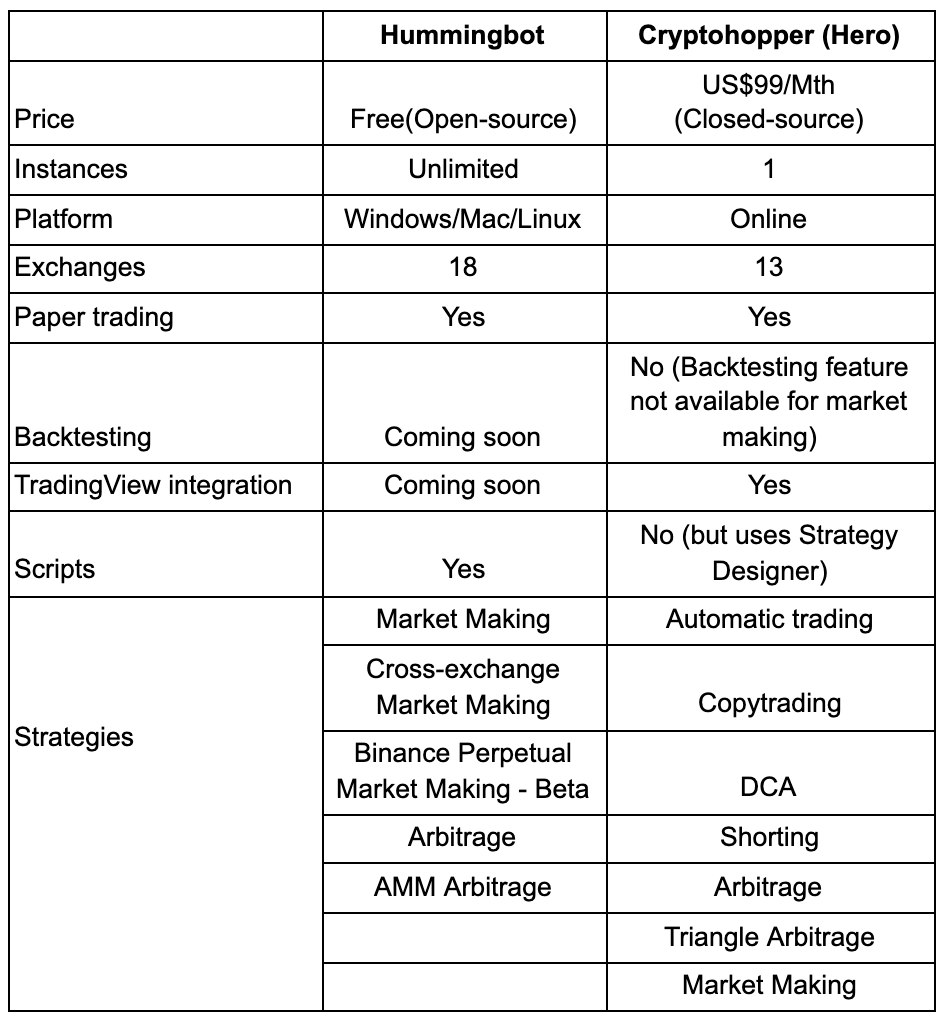 Hummingbot
Cryptohopper (Hero)
Price
Free(Open-source)
US$99/Mth
(Closed-source)
Instances
Unlimited
1
Platform
Windows/Mac/Linux
Online
Exchanges
18
13
Paper trading
Yes
Yes
Backtesting
Coming soon
No (Backtesting feature
not available for market
making)
TradingView integration
Coming soon
Yes
Scripts
Yes
No (but uses Strategy
Designer)
Strategies
Market Making
Automatic trading
Cross-exchange
Market Making
Copytrading
Binance Perpetual
Market Making - Beta
DCA
Arbitrage
Shorting
AMM Arbitrage
Arbitrage
Triangle Arbitrage
Market Making